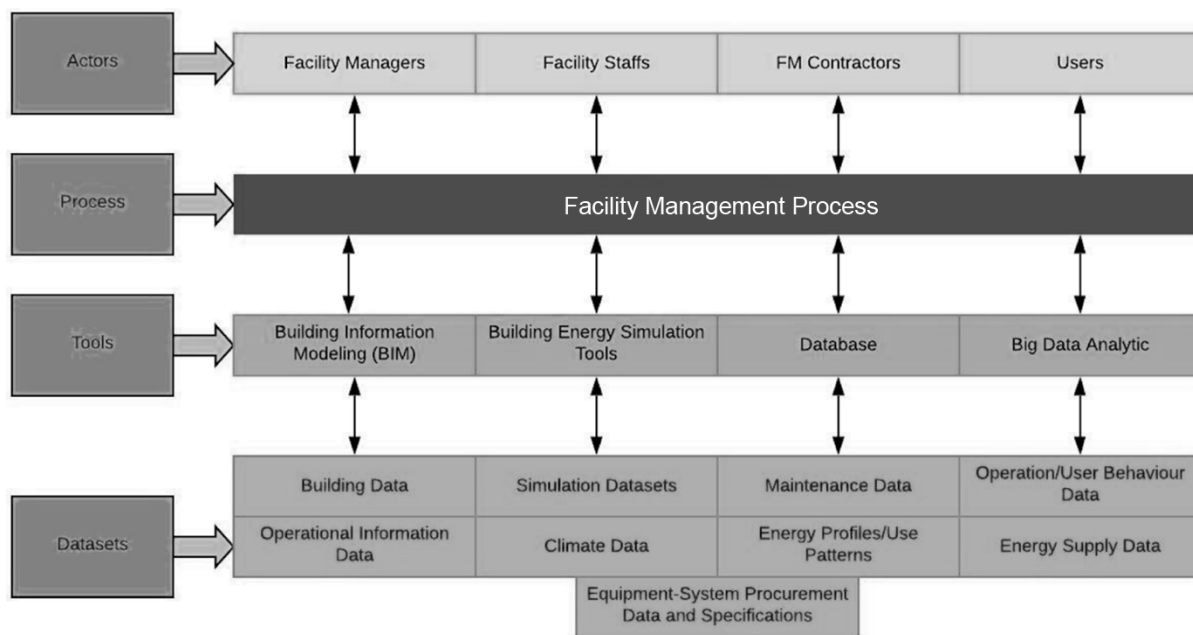 Actors
Facility Managers
Facility Staffs
FM Contractors
Users
Process
Facility Management Process
Tools
Building Information
Modeling (BIM)
Building Energy Simulation
Tools
Database
Big Data Analytic
Datasets
Building Data
Simulation Datasets
Maintenance Data
Operation/User Behaviour
Data
Operational Information
Data
Climate Data
Energy Profiles/Use
Patterns
Energy Supply Data
Equipment-System Procurement
Data and Specifications